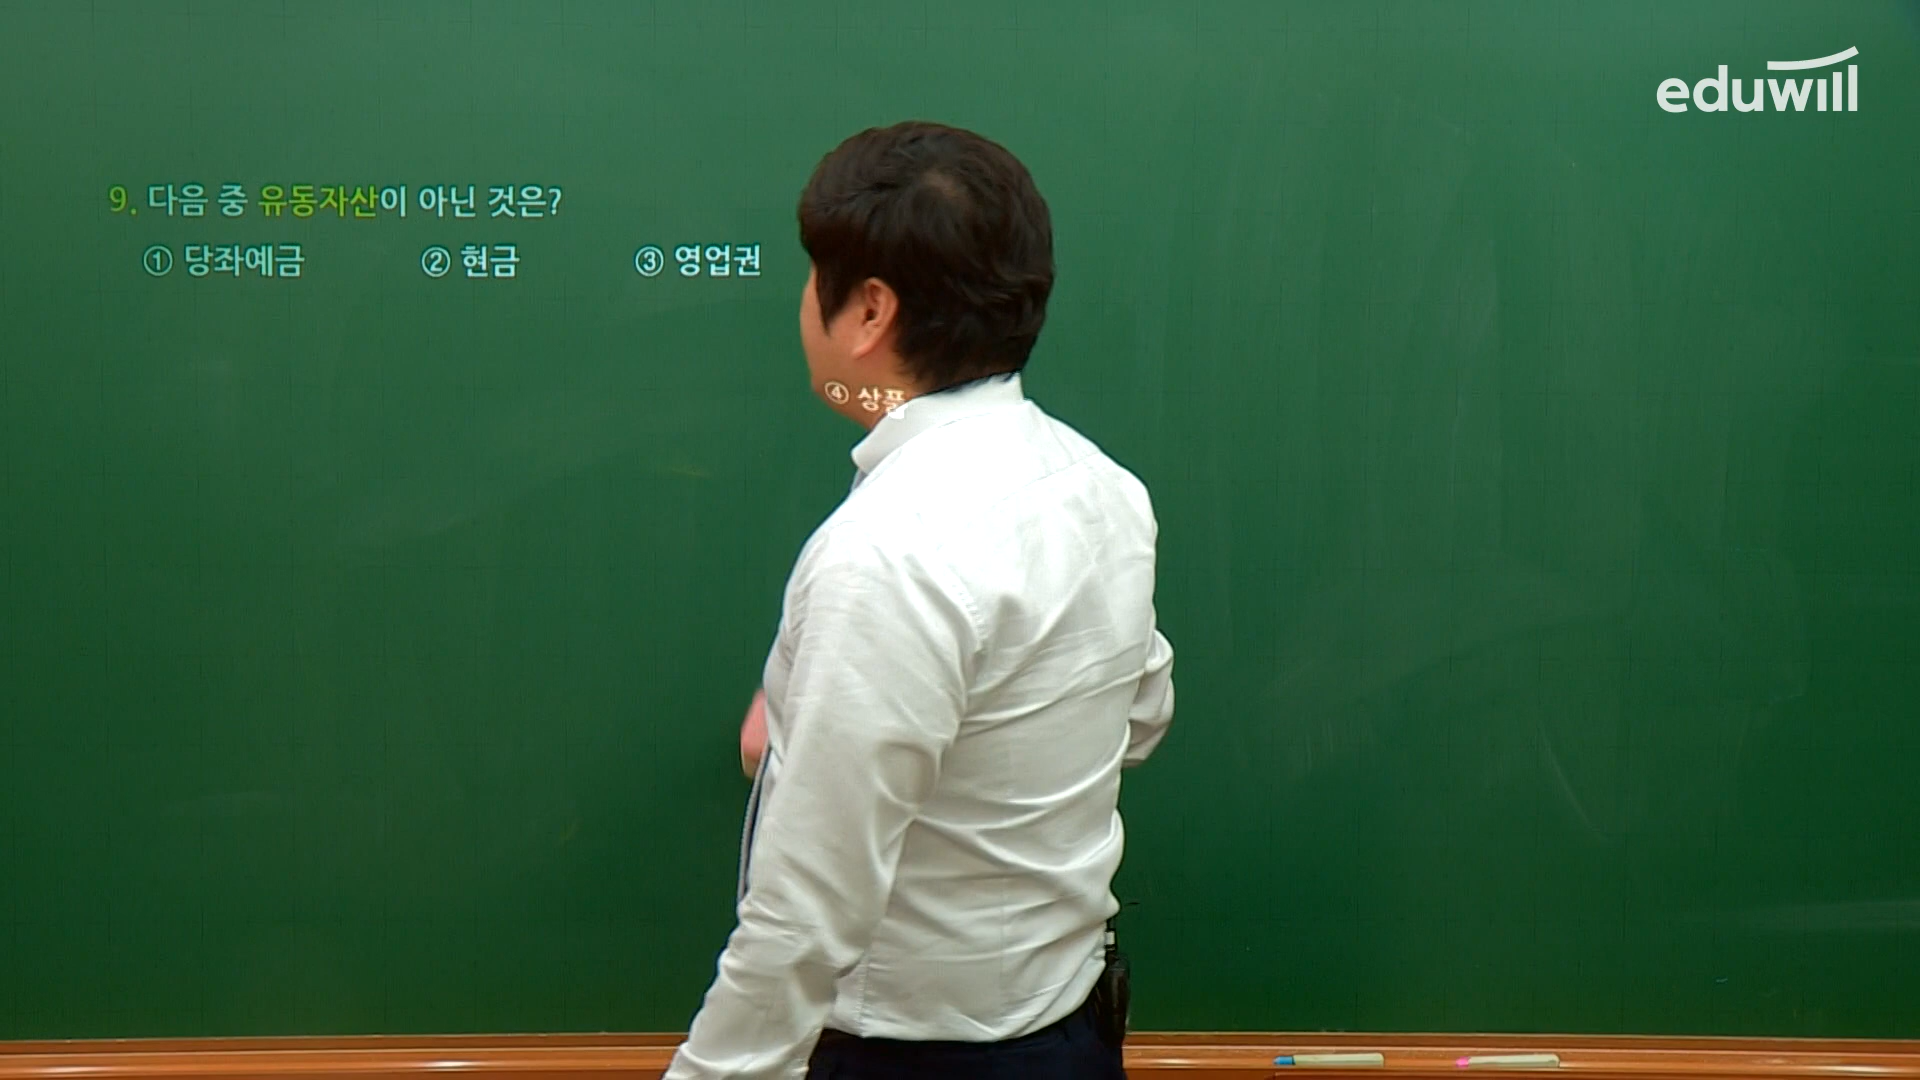 eduwill
9. 다음 중 유동자산이 아닌 것은?
① 당좌예금 ② 현금 ③ 영업권
④ 상품